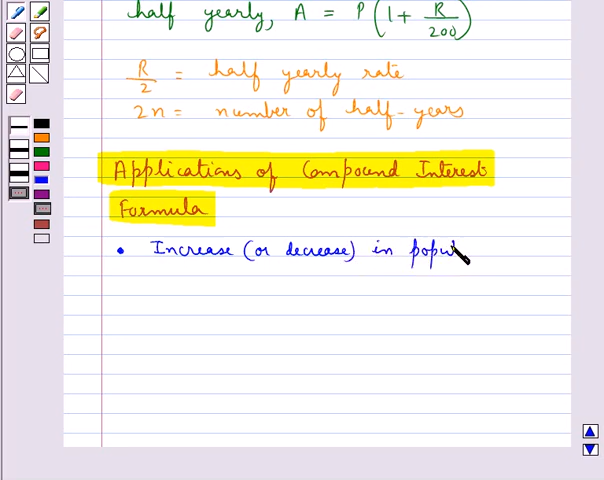 half yearly, A = P(1 + R/200)
R/2 = half yearly rate
2n = number of half-years
Applications of Compound Interest
Formula
• Increase (or decrease) in popu